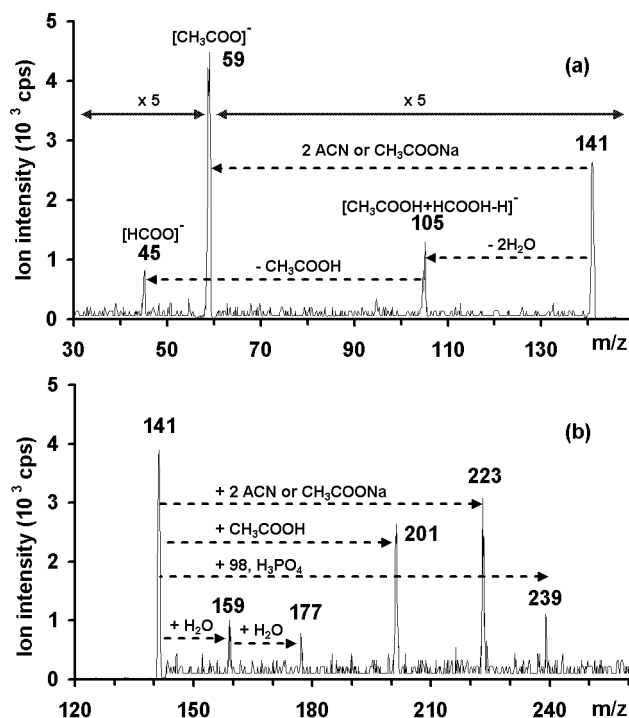 Ion intensity (10 ³ cps)
5
4
3
2
1
0
[CH₃COO]⁻
59
(a)
x 5
x 5
141
2 ACN or CH₃COONa
[CH₃COOH+HCOOH-H]⁻
105
[HCOO]⁻
45
- 2H₂O
- CH₃COOH
30 50 70 90 110 130 m/z
Ion intensity (10 ³ cps)
5
4
3
2
1
0
(b)
141
223
+ 2 ACN or CH₃COONa
+ CH₃COOH
201
+ 98, H₃PO₄
159
177
239
+ H₂O
+ H₂O
120 150 180 210 240 m/z